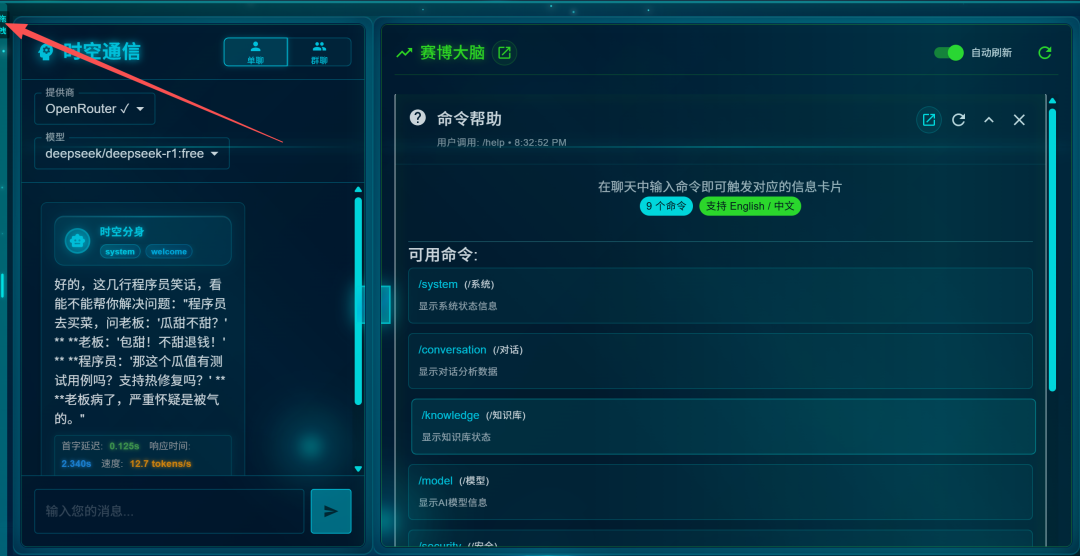 时空通信
单聊
群聊
提供商
OpenRouter ✓
模型
deepseek/deepseek-r1:free
时空分身
system
welcome
好的，这几行程序员笑话，看
能不能帮你解决问题："程序员
去买菜，问老板：'瓜甜不甜？'
** **老板：'包甜！不甜退钱！'
** **程序员：'那这个瓜值有测
试用例吗？支持热修复吗？' **
**老板病了，严重怀疑是被气
的。"
首字延迟: 0.125s 响应时间:
2.340s 速度: 12.7 tokens/s
输入您的消息...
赛博大脑
自动刷新
命令帮助
用户调用: /help • 8:32:52 PM
在聊天中输入命令即可触发对应的信息卡片
9 个命令
支持 English / 中文
可用命令:
/system (/系统)
显示系统状态信息
/conversation (/对话)
显示对话分析数据
/knowledge (/知识库)
显示知识库状态
/model (/模型)
显示AI模型信息
/security (/安全)